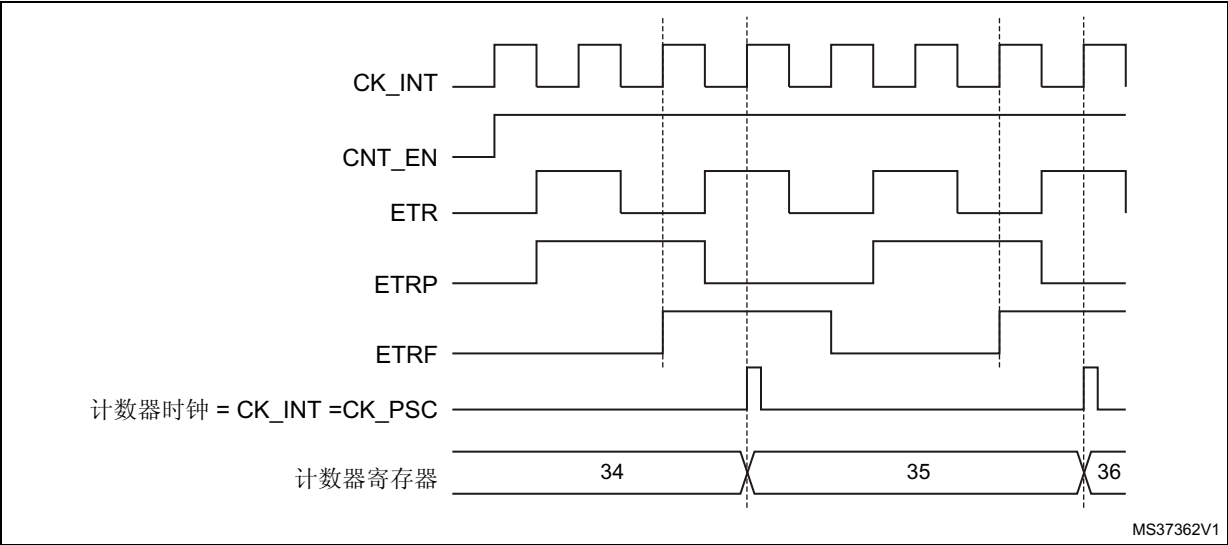 CK_INT
CNT_EN
ETR
ETRP
ETRF
计数器时钟 = CK_INT =CK_PSC
计数器寄存器 34 35 36
MS37362V1